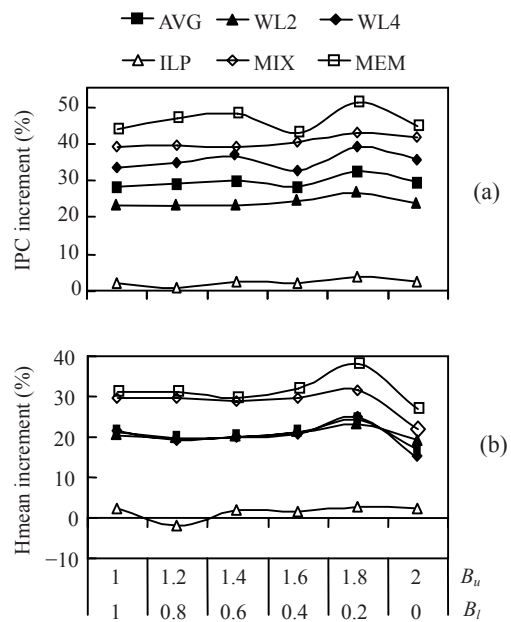 AVG WL2 WL4
ILP MIX MEM
IPC increment (%)
50
40
30
20
10
0
(a)
Hmean increment (%)
40
30
20
10
0
−10
(b)
1 1.2 1.4 1.6 1.8 2 Bu
1 0.8 0.6 0.4 0.2 0 Bl